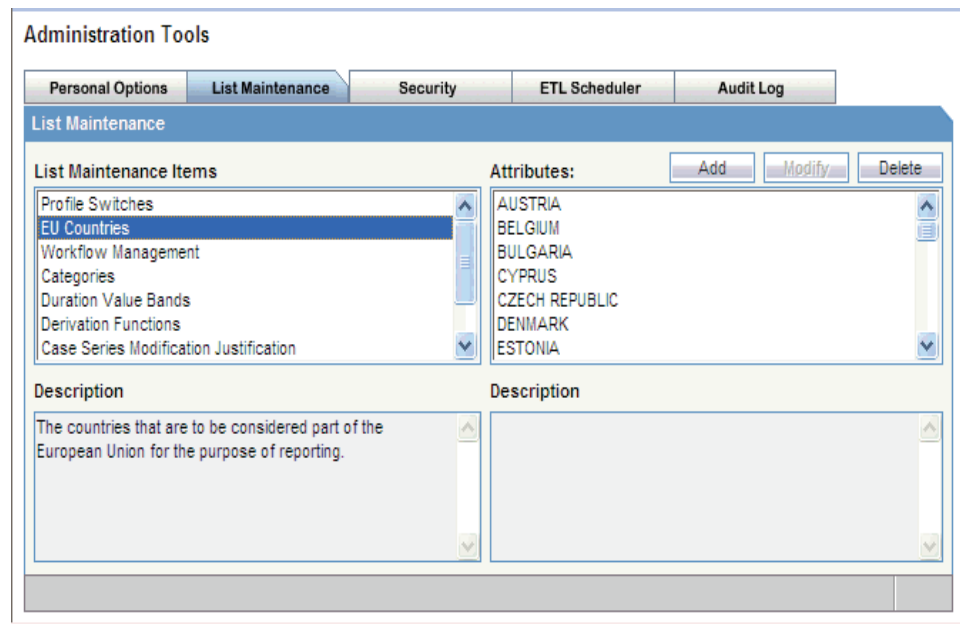 Administration Tools
Personal Options List Maintenance Security ETL Scheduler Audit Log
List Maintenance
List Maintenance Items
Profile Switches
EU Countries
Workflow Management
Categories
Duration Value Bands
Derivation Functions
Case Series Modification Justification
Attributes: Add Modify Delete
AUSTRIA
BELGIUM
BULGARIA
CYPRUS
CZECH REPUBLIC
DENMARK
ESTONIA
Description
The countries that are to be considered part of the
European Union for the purpose of reporting.
Description